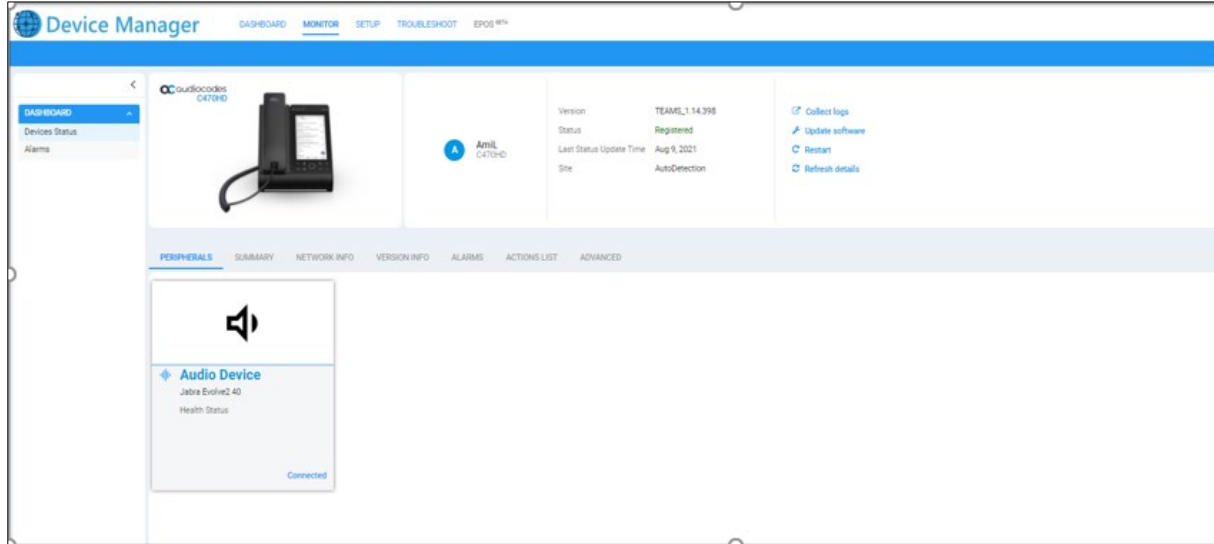 Device Manager
DASHBOARD MONITOR SETUP TROUBLESHOOT EPOS BETA
DASHBOARD
Devices Status
Alarms
audiocodes
C470HD
A
AmiL
C470HD
Version TEAMS_1.14.398
Status Registered
Last Status Update Time Aug 9, 2021
Site AutoDetection
Collect logs
Update software
Restart
Refresh details
PERIPHERALS SUMMARY NETWORK INFO VERSION INFO ALARMS ACTIONS LIST ADVANCED
Audio Device
Jabra Evolve2 40
Health Status
Connected